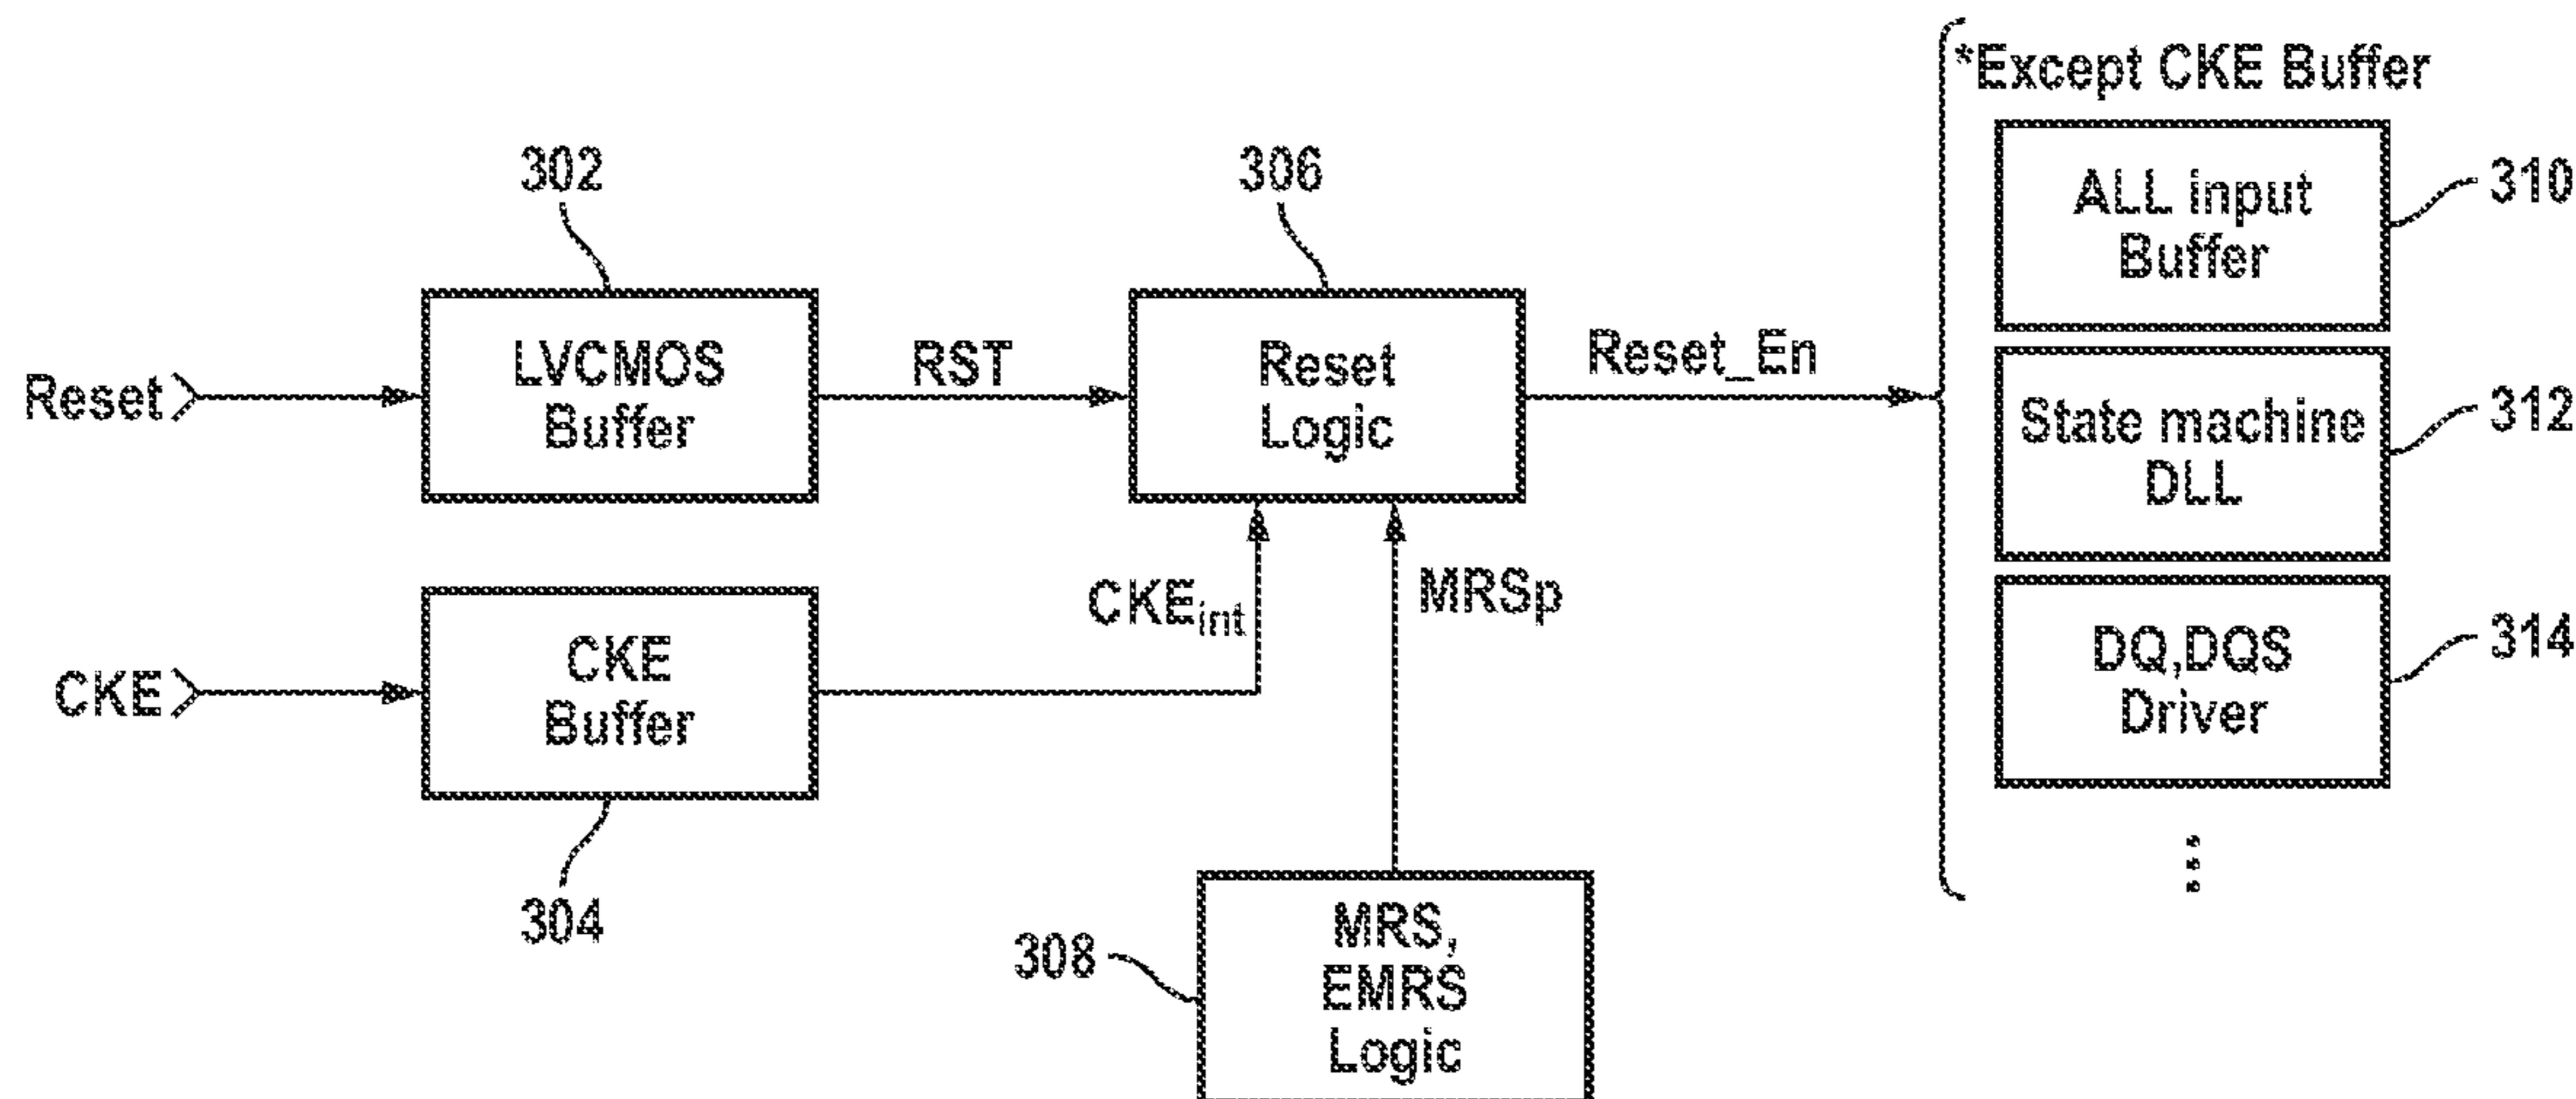 *Except CKE Buffer
302
306
ALL input
Buffer
310
LVCMOS
Buffer
RST
Reset
Logic
Reset_En
Reset
State machine
DLL
312
CKE
CKE
Buffer
CKEint
MRSp
DQ,DQS
Driver
314
304
308
MRS,
EMRS
Logic